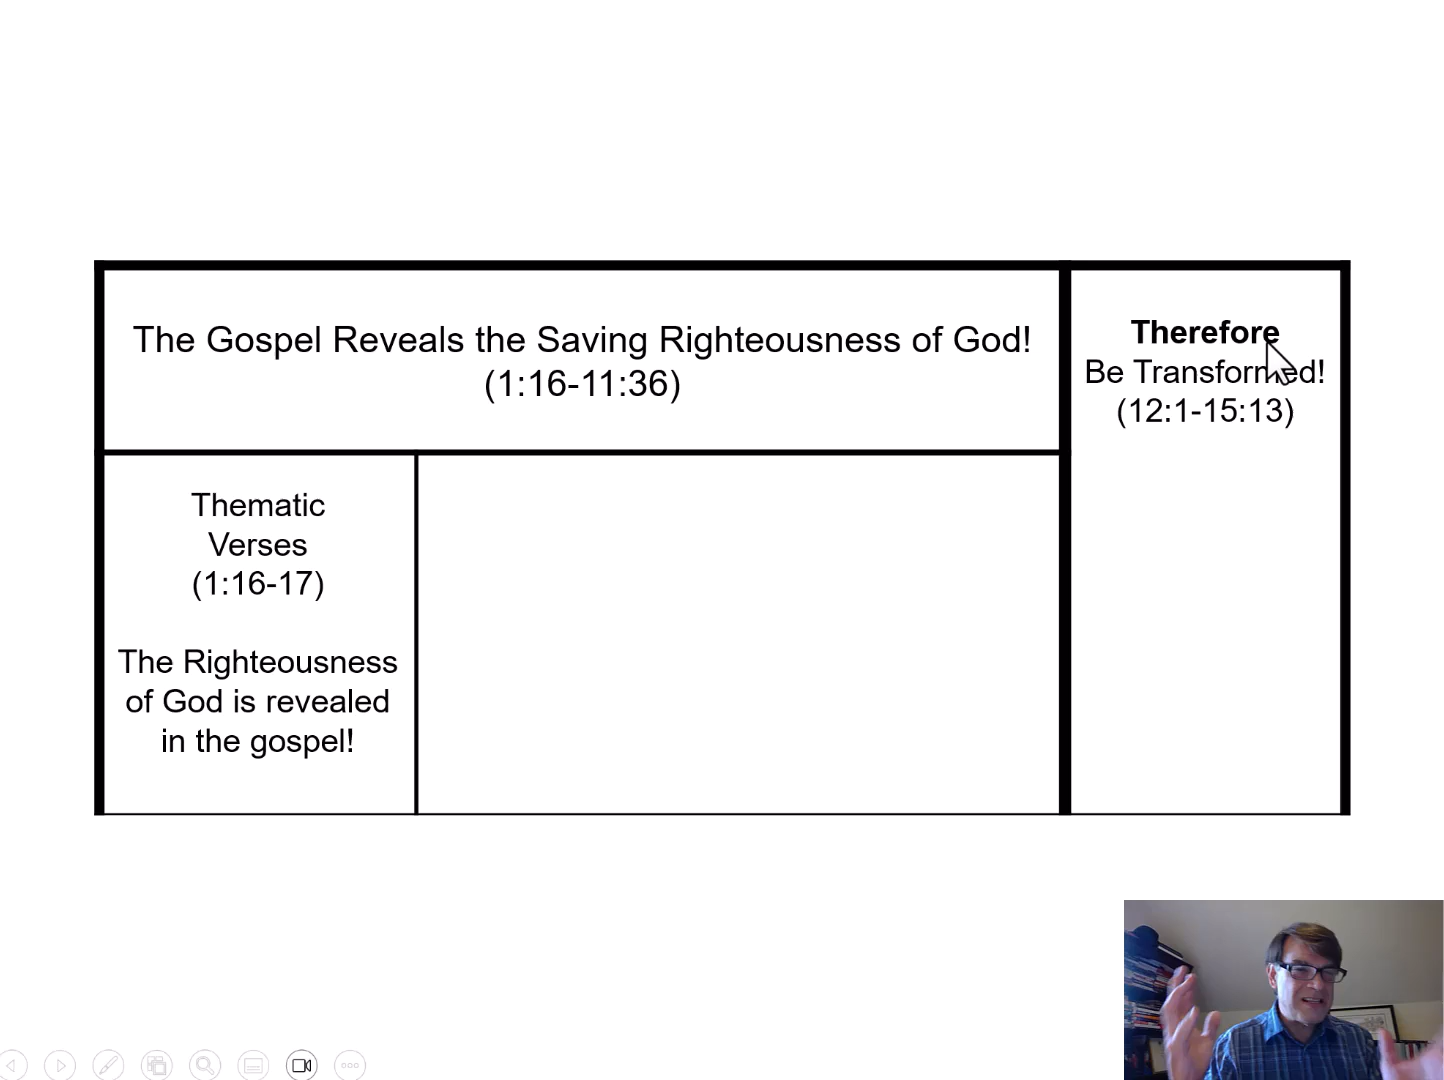 The Gospel Reveals the Saving Righteousness of God!
(1:16-11:36)
Therefore
Be Transformed!
(12:1-15:13)
Thematic
Verses
(1:16-17)
The Righteousness
of God is revealed
in the gospel!